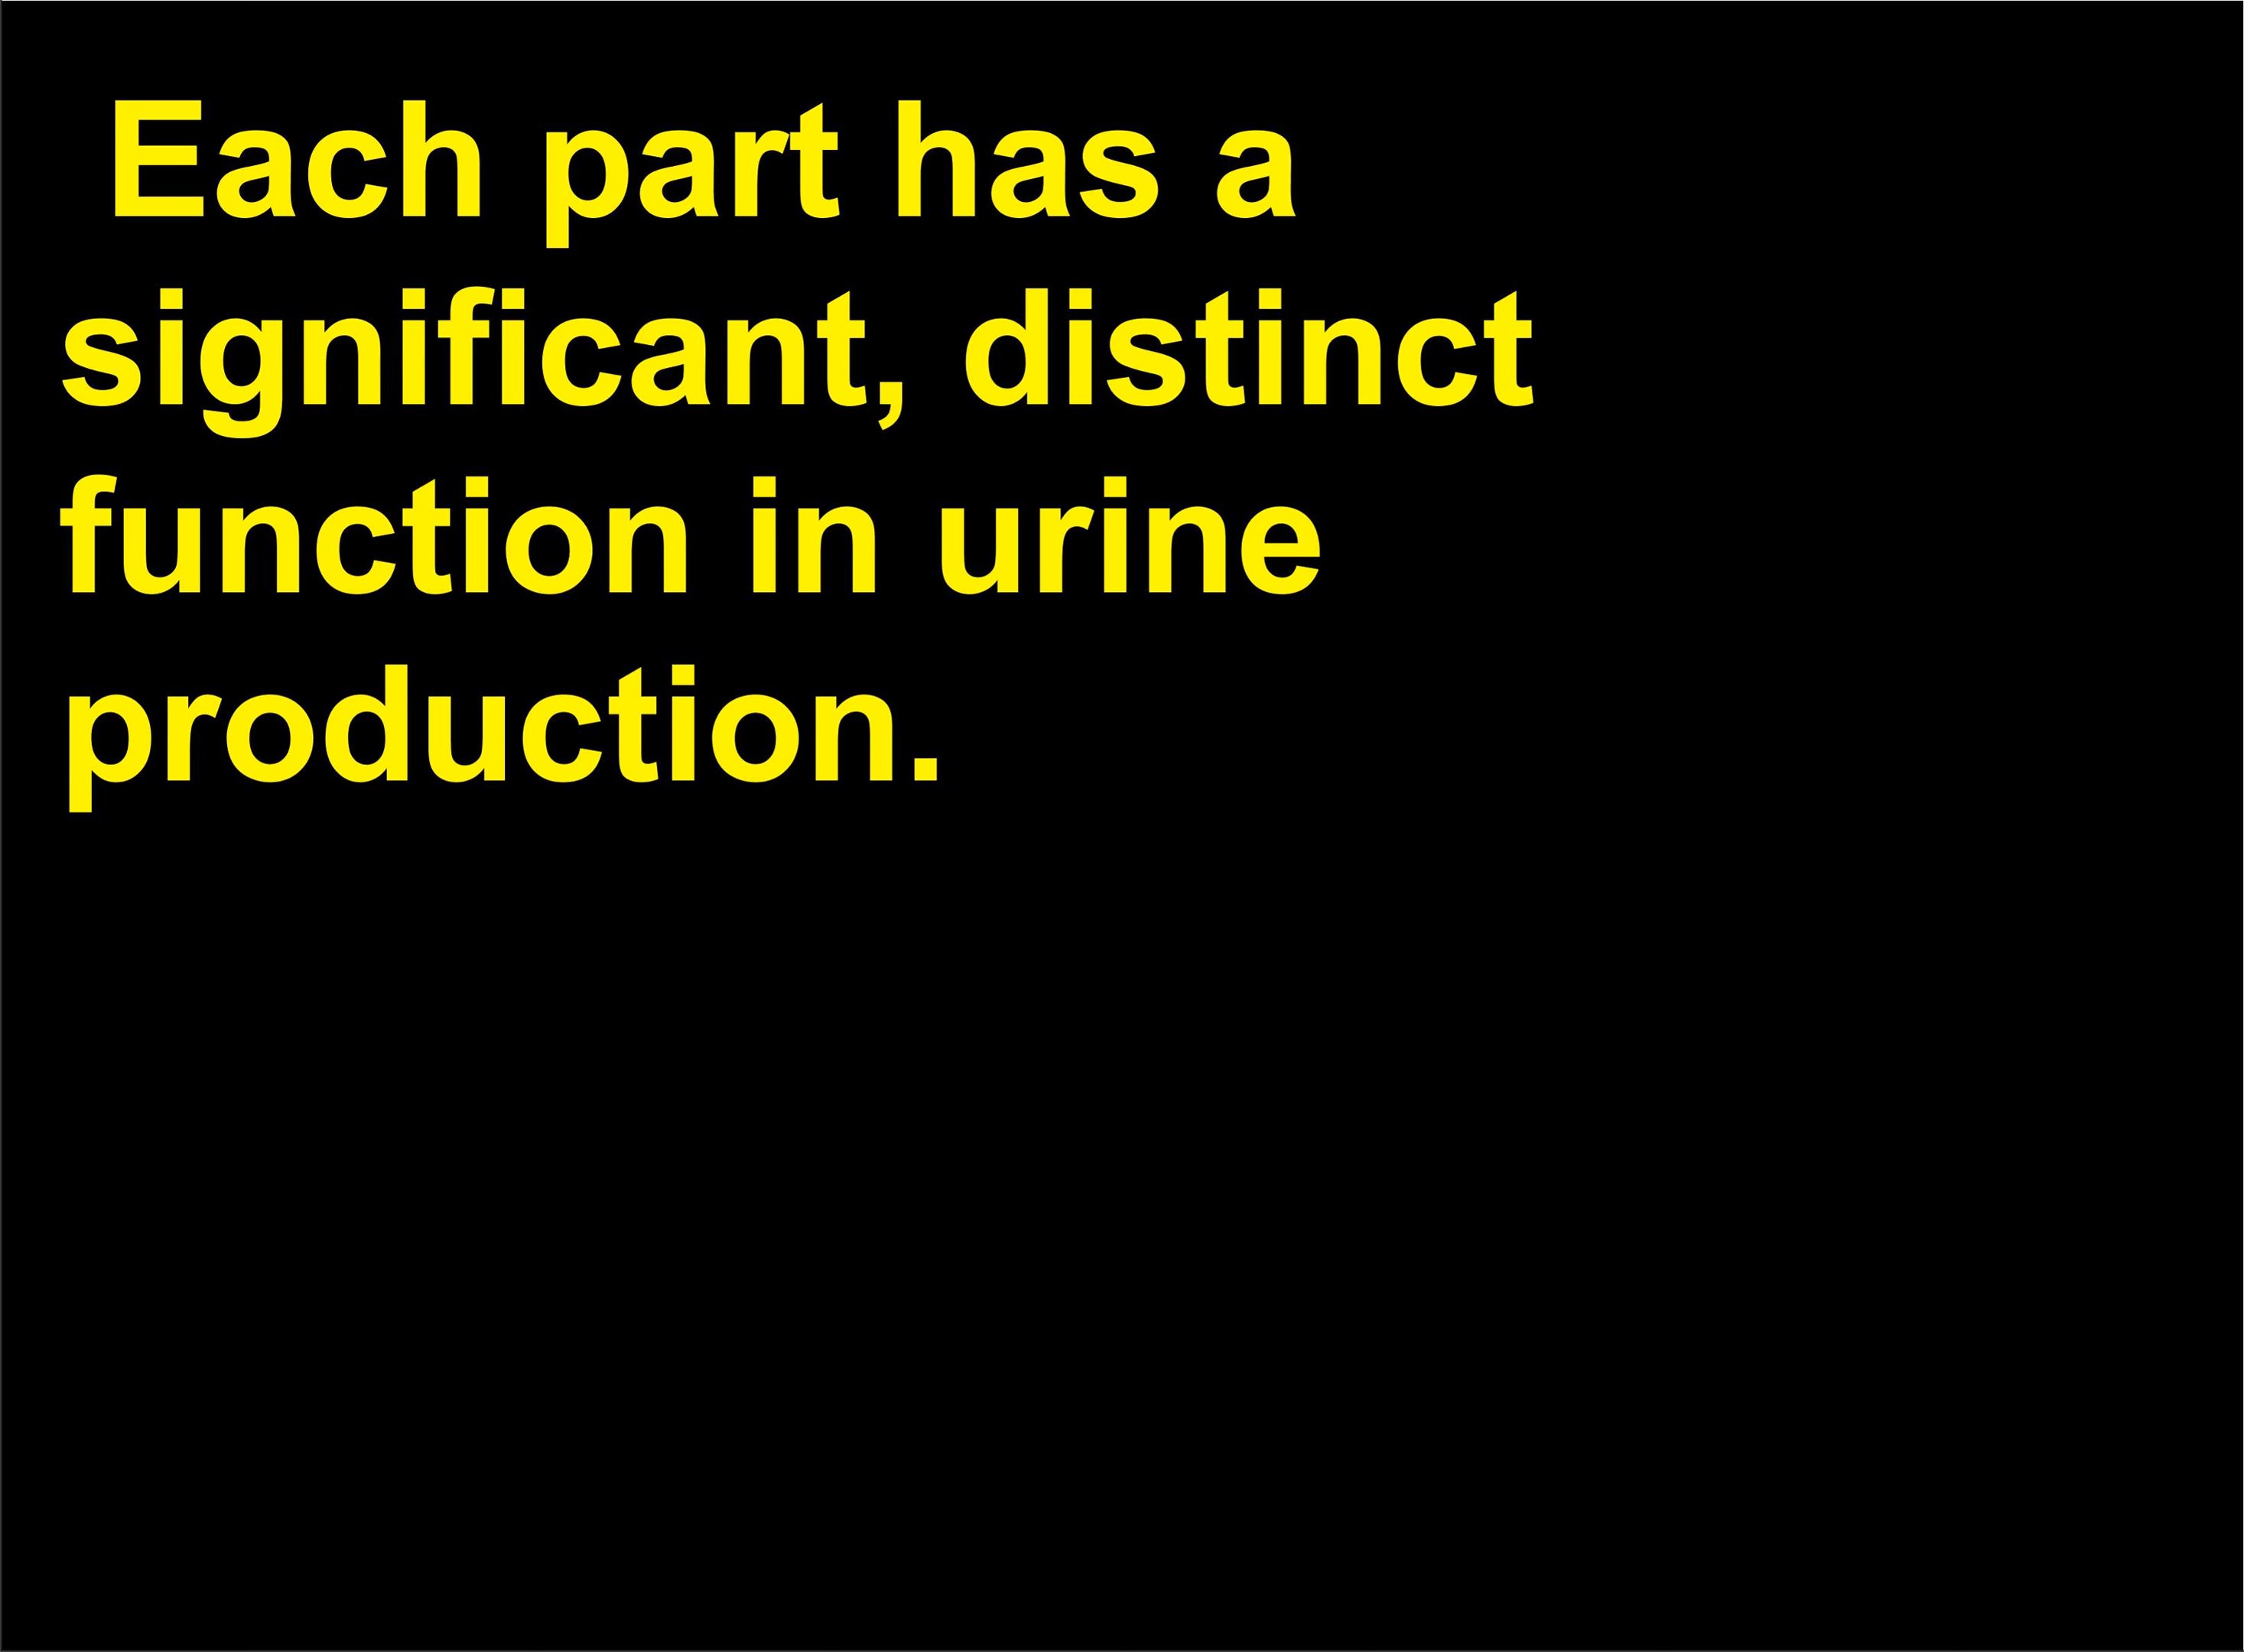 Each part has a
significant, distinct
function in urine
production.